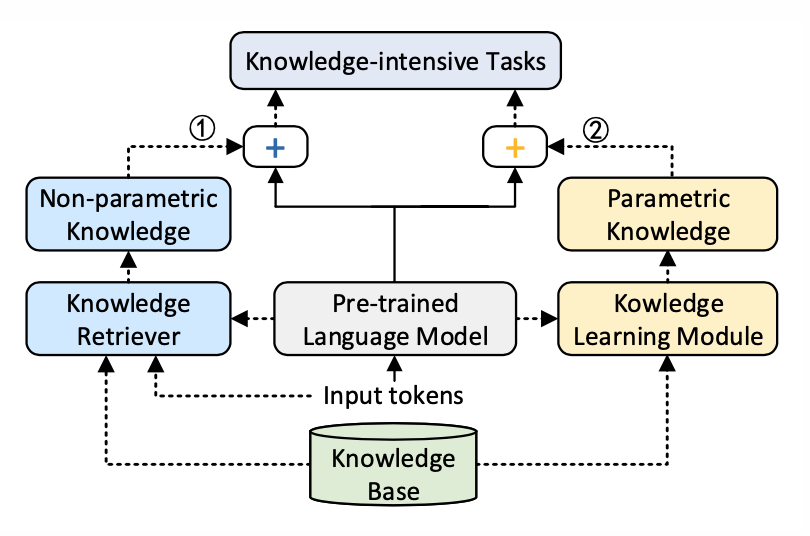 Knowledge-intensive Tasks
①
+
+
②
Non-parametric
Knowledge
Parametric
Knowledge
Knowledge
Retriever
Pre-trained
Language Model
Kowledge
Learning Module
Input tokens
Knowledge
Base